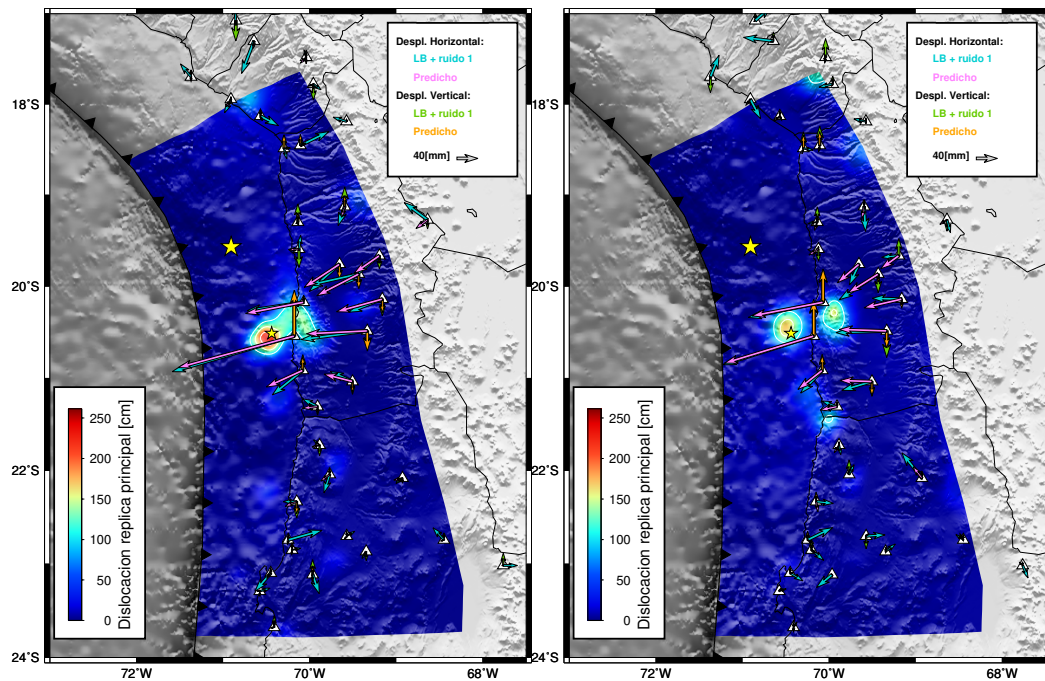 Despl. Horizontal:
LB + ruido 1
Predicho
Despl. Vertical:
LB + ruido 1
Predicho
40[mm]
Despl. Horizontal:
LB + ruido 1
Predicho
Despl. Vertical:
LB + ruido 1
Predicho
40[mm]
18°S
20°S
22°S
24°S
18°S
20°S
22°S
24°S
250
200
150
100
50
0
Dislocacion replica principal [cm]
250
200
150
100
50
0
Dislocacion replica principal [cm]
72°W
70°W
68°W
72°W
70°W
68°W